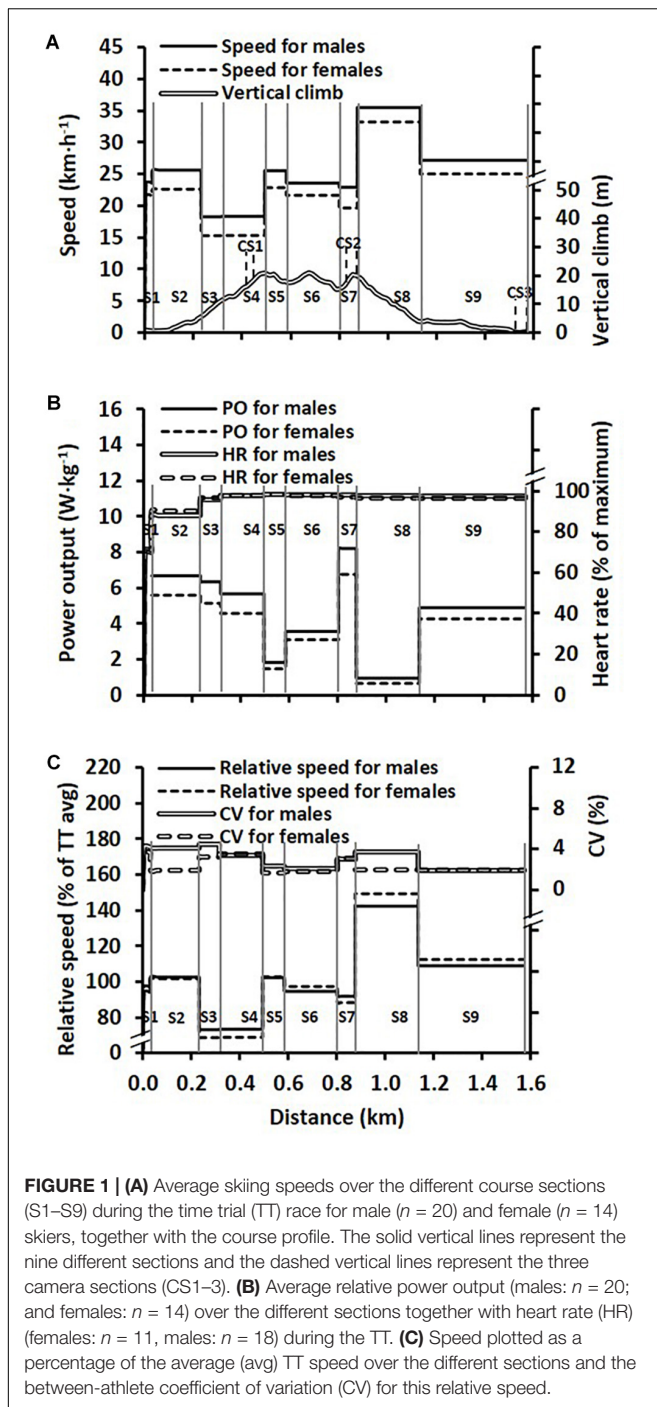 A
Speed for males
Speed for females
Vertical climb
45
40
35
30
25
20
15
10
5
0
Speed (km·h-1)
50
40
30
20
10
0
Vertical climb (m)
CS1
CS2
CS3
S1 S2 S3 S4 S5 S6 S7 S8 S9
B
PO for males
PO for females
HR for males
HR for females
16
14
12
10
8
6
4
2
0
Power output (W·kg-1)
100
80
60
40
20
0
Heart rate (% of maximum)
S1 S2 S3 S4 S5 S6 S7 S8 S9
C
Relative speed for males
Relative speed for females
CV for males
CV for females
220
200
180
160
140
120
100
80
0
Relative speed (% of TT avg)
12
8
4
0
CV (%)
S1 S2 S3 S4 S5 S6 S7 S8 S9
0.0 0.2 0.4 0.6 0.8 1.0 1.2 1.4 1.6
Distance (km)
FIGURE 1 | (A) Average skiing speeds over the different course sections
(S1–S9) during the time trial (TT) race for male (n = 20) and female (n = 14)
skiers, together with the course profile. The solid vertical lines represent the
nine different sections and the dashed vertical lines represent the three
camera sections (CS1–3). (B) Average relative power output (males: n = 20;
and females: n = 14) over the different sections together with heart rate (HR)
(females: n = 11, males: n = 18) during the TT. (C) Speed plotted as a
percentage of the average (avg) TT speed over the different sections and the
between-athlete coefficient of variation (CV) for this relative speed.